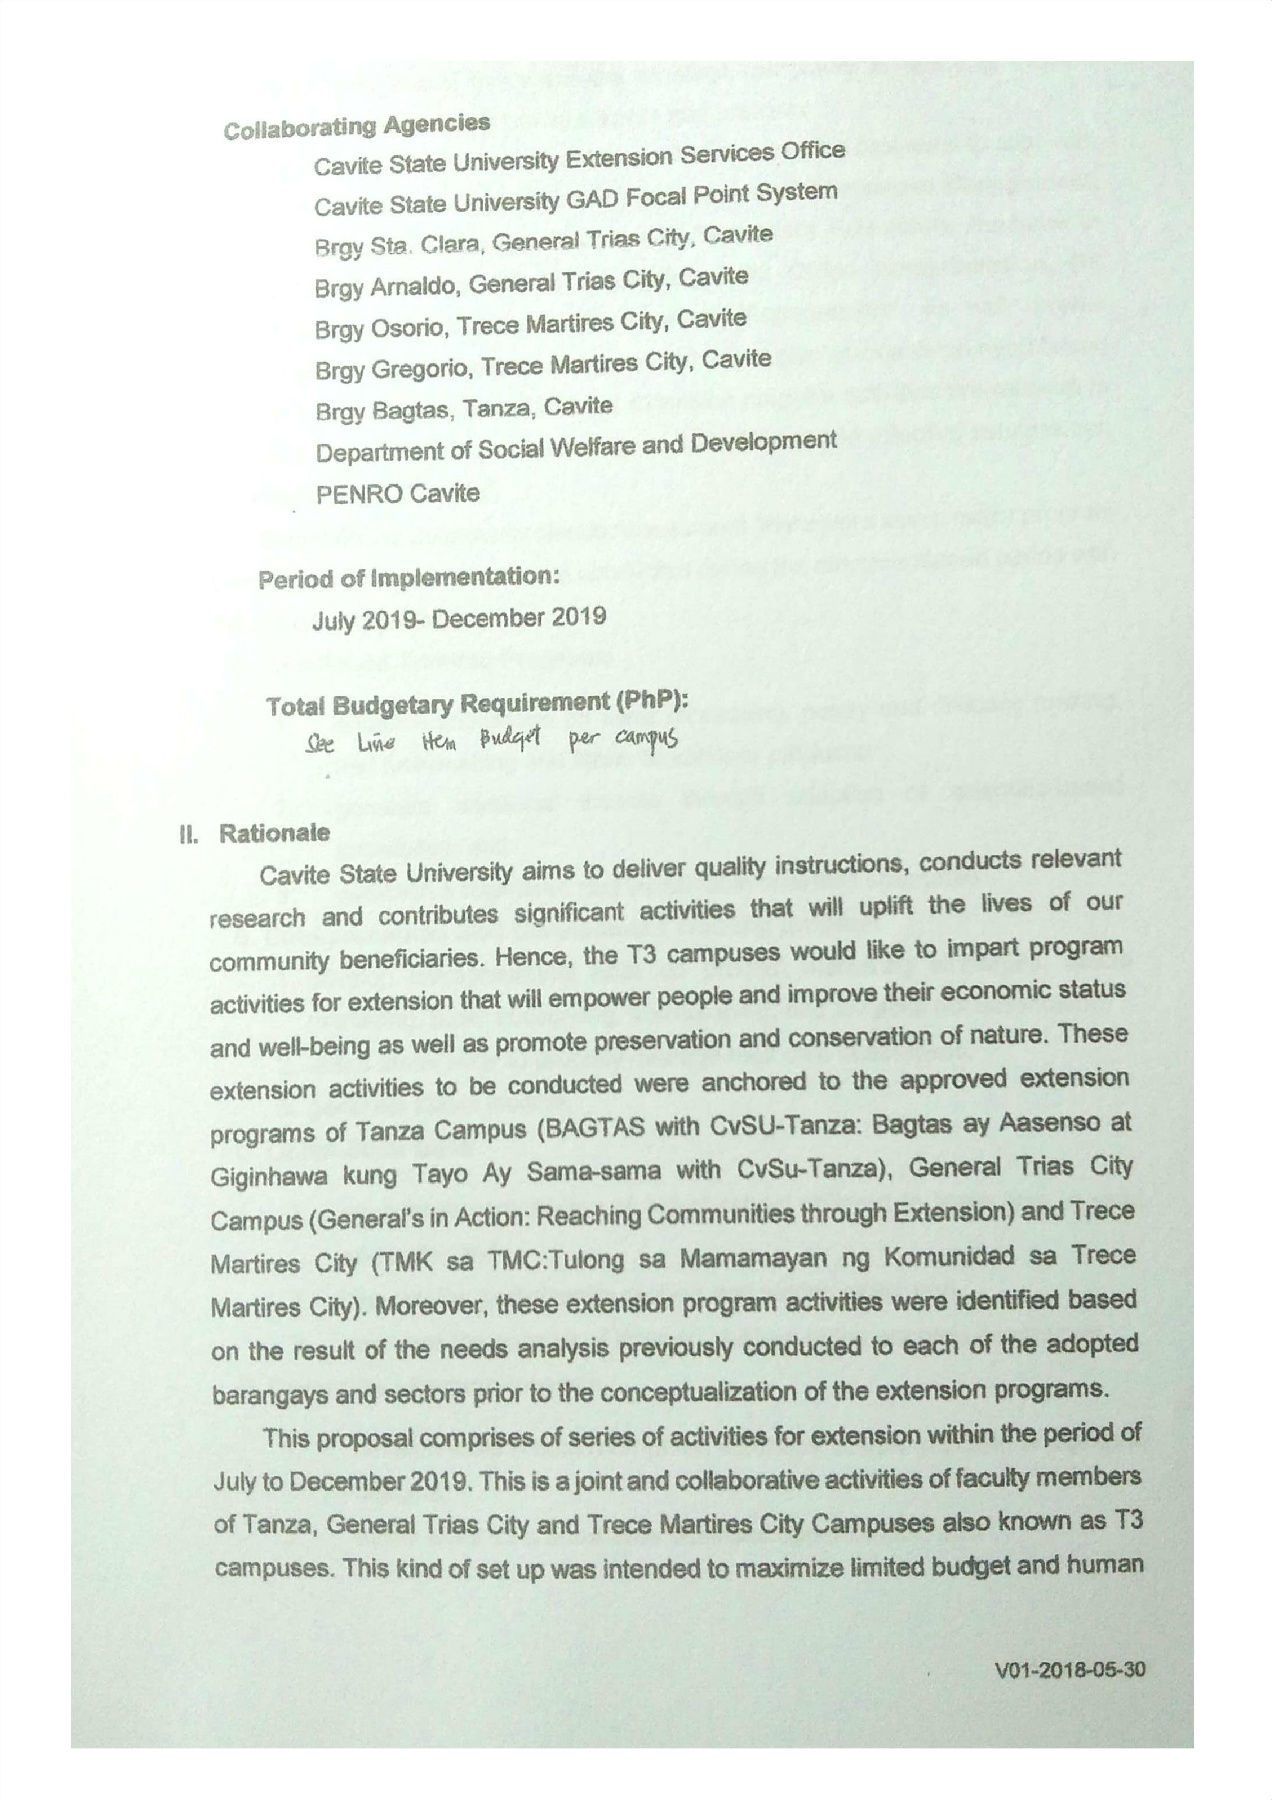 Collaborating Agencies
Cavite State University Extension Services Office
Cavite State University GAD Focal Point System
Brgy Sta. Clara, General Trias City, Cavite
Brgy Arnaldo, General Trias City, Cavite
Brgy Osorio, Trece Martires City, Cavite
Brgy Gregorio, Trece Martires City, Cavite
Brgy Bagtas, Tanza, Cavite
Department of Social Welfare and Development
PENRO Cavite
Period of Implementation:
July 2019- December 2019
Total Budgetary Requirement (PhP):
See Line Item Budget per campus
II. Rationale
Cavite State University aims to deliver quality instructions, conducts relevant
research and contributes significant activities that will uplift the lives of our
community beneficiaries. Hence, the T3 campuses would like to impart program
activities for extension that will empower people and improve their economic status
and well-being as well as promote preservation and conservation of nature. These
extension activities to be conducted were anchored to the approved extension
programs of Tanza Campus (BAGTAS with CvSU-Tanza: Bagtas ay Aasenso at
Giginhawa kung Tayo Ay Sama-sama with CvSu-Tanza), General Trias City
Campus (General's in Action: Reaching Communities through Extension) and Trece
Martires City (TMK sa TMC:Tulong sa Mamamayan ng Komunidad sa Trece
Martires City). Moreover, these extension program activities were identified based
on the result of the needs analysis previously conducted to each of the adopted
barangays and sectors prior to the conceptualization of the extension programs.
This proposal comprises of series of activities for extension within the period of
July to December 2019. This is a joint and collaborative activities of faculty members
of Tanza, General Trias City and Trece Martires City Campuses also known as T3
campuses. This kind of set up was intended to maximize limited budget and human
V01-2018-05-30